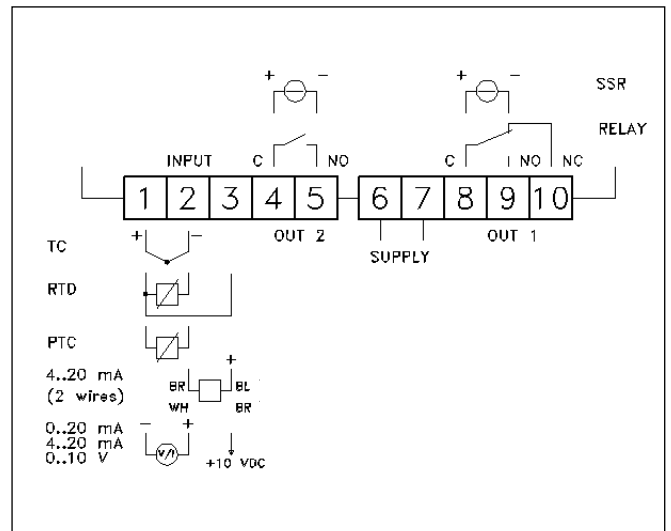 + - + - SSR
RELAY
INPUT C NO C NO NC
1 2 3 4 5 6 7 8 9 10
TC + - OUT 2 SUPPLY OUT 1
RTD
PTC
+
4..20 mA BR BL
(2 wires) WH BR
0..20 mA - +
4..20 mA V/I
0..10 V +10 VDC